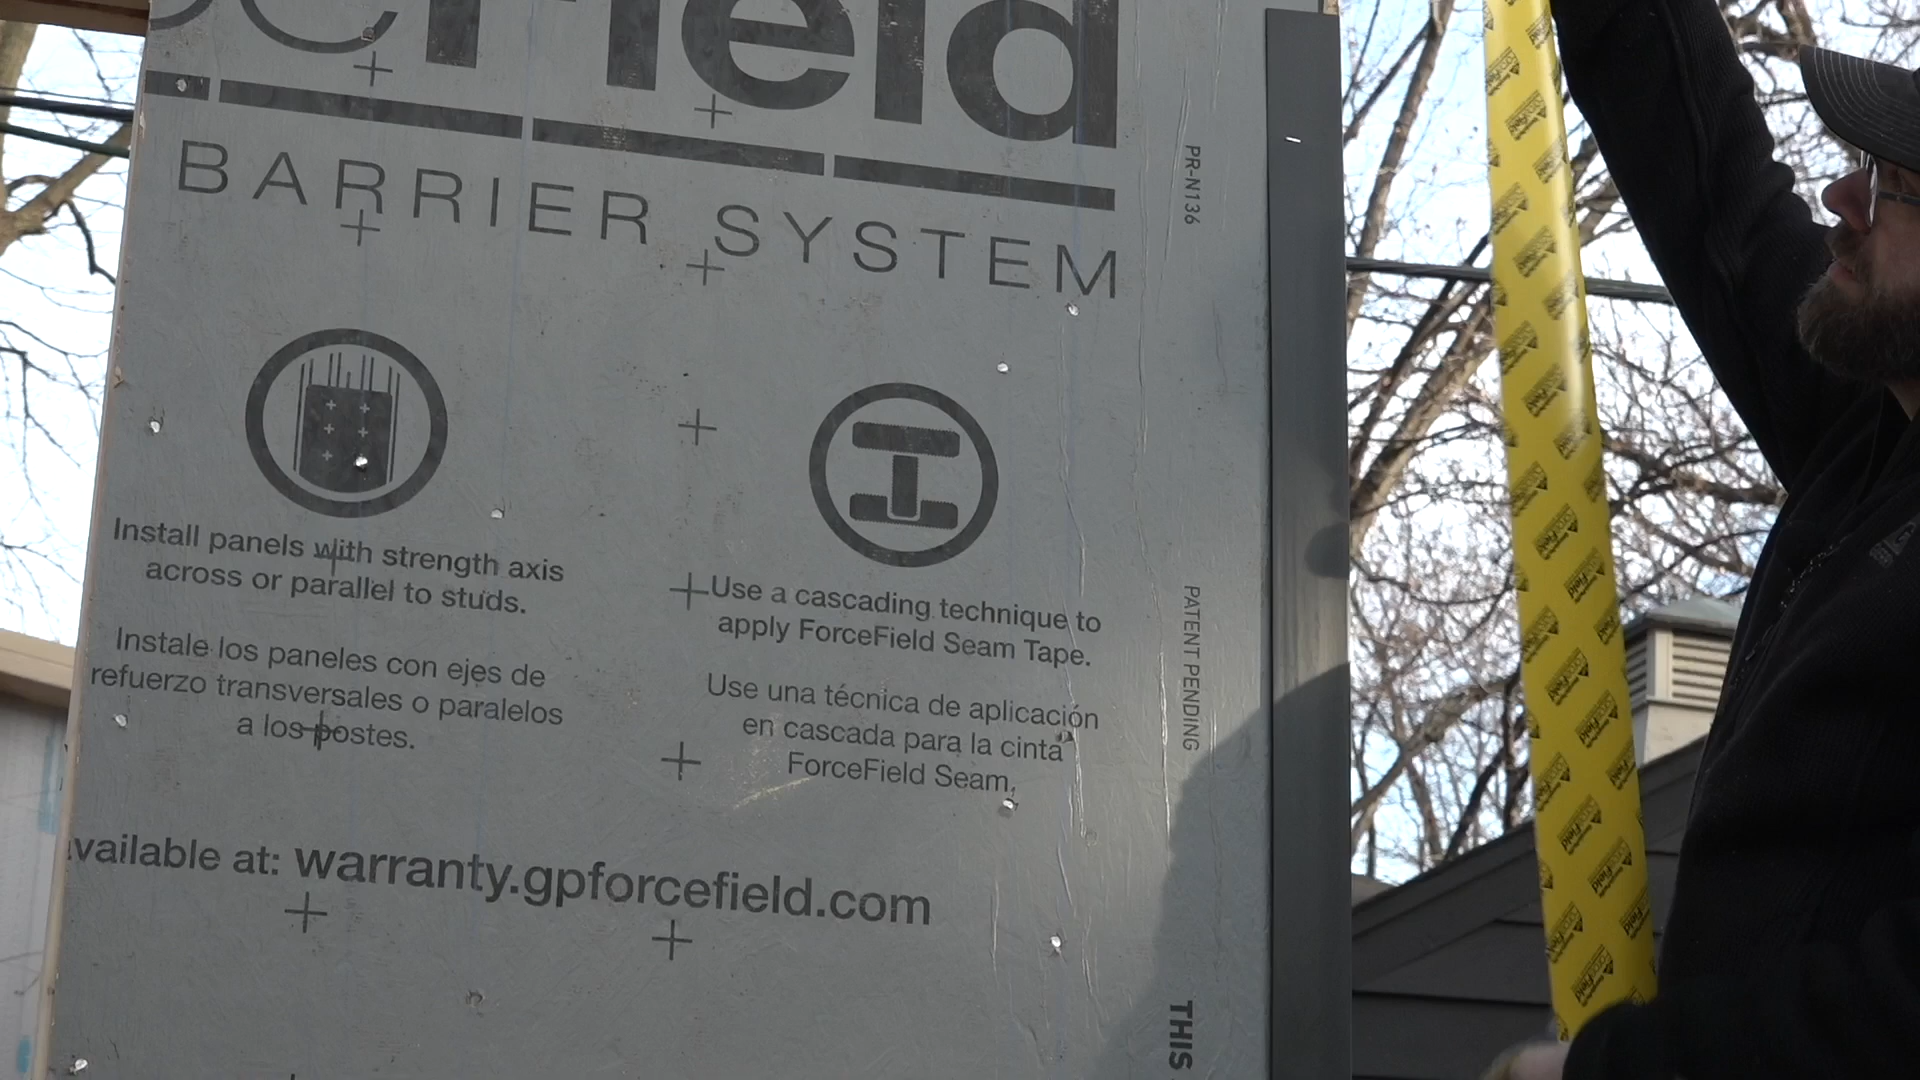 Field
BARRIER SYSTEM
PR-N136
Install panels with strength axis
across or parallel to studs.
Instale los paneles con ejes de
refuerzo transversales o paralelos
a los postes.
Use a cascading technique to
apply ForceField Seam Tape.
Use una técnica de aplicación
en cascada para la cinta
ForceField Seam.
PATENT PENDING
available at: warranty.gpforcefield.com
THIS